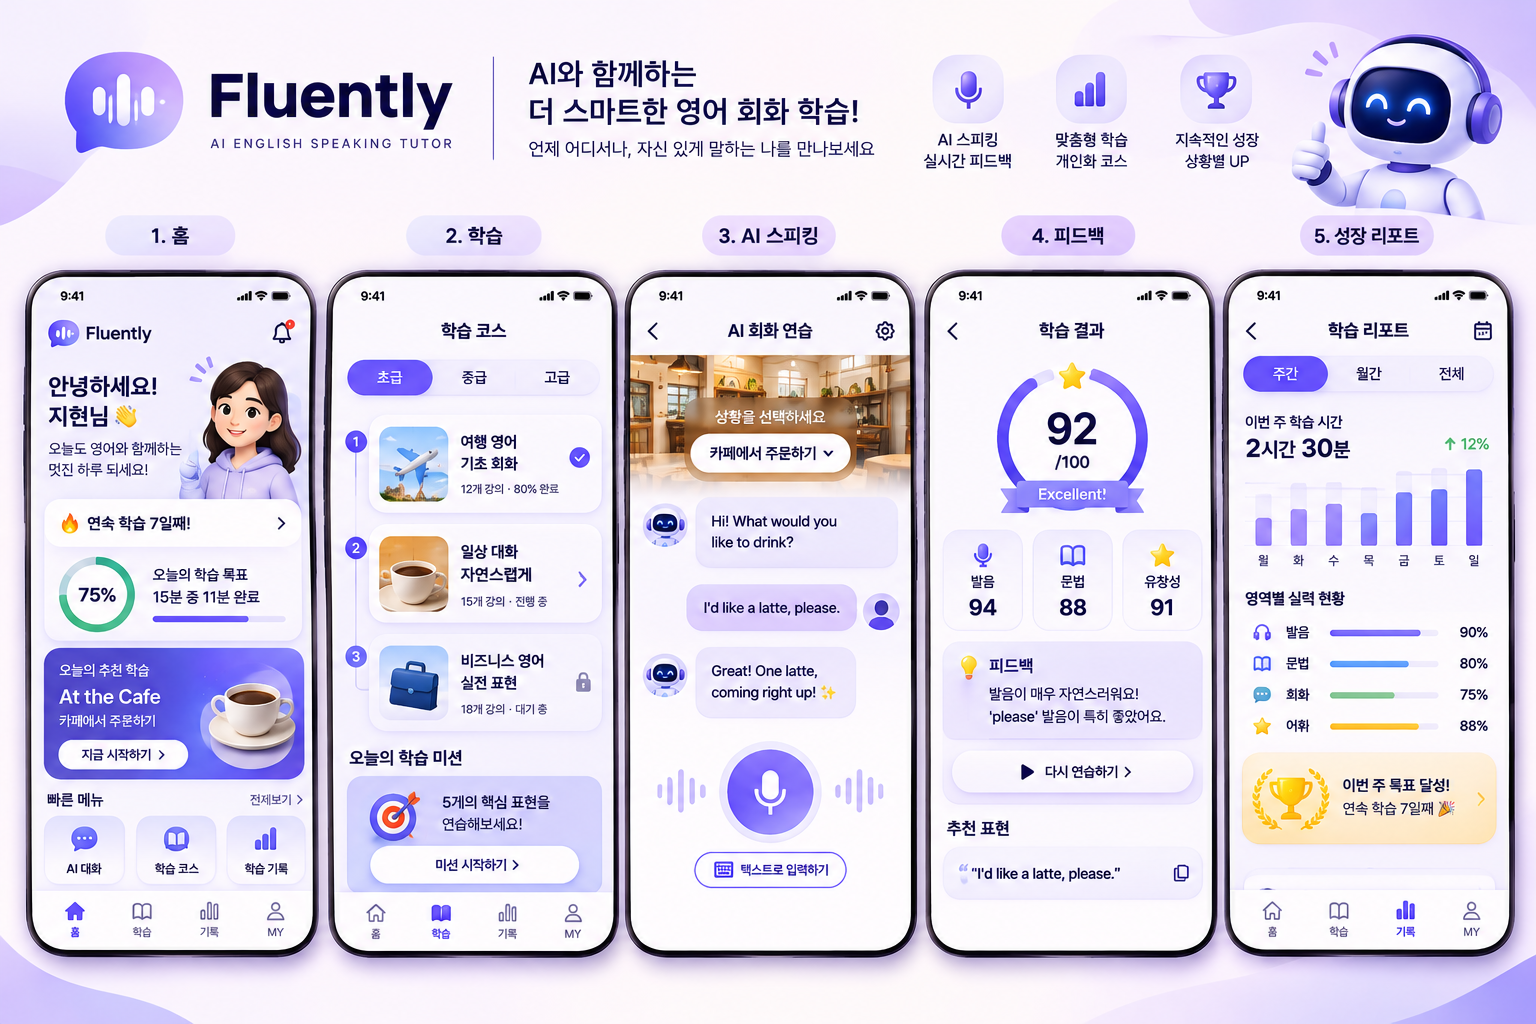 Fluently
AI ENGLISH SPEAKING TUTOR
AI와 함께하는
더 스마트한 영어 회화 학습!
언제 어디서나, 자신 있게 말하는 나를 만나보세요
AI 스피킹
실시간 피드백
맞춤형 학습
개인화 코스
지속적인 성장
상황별 UP
1. 홈
9:41
Fluently
안녕하세요!
지현님 👋
오늘도 영어와 함께하는
멋진 하루 되세요!
🔥 연속 학습 7일째!
75%
오늘의 학습 목표
15분 중 11분 완료
오늘의 추천 학습
At the Cafe
카페에서 주문하기
지금 시작하기
빠른 메뉴
전제보기
AI 대화
학습 코스
학습 기록
홈
학습
기록
MY
2. 학습
9:41
학습 코스
초급
중급
고급
1
여행 영어
기초 회화
12개 강의 · 80% 완료
2
일상 대화
자연스럽게
15개 강의 · 진행 중
3
비즈니스 영어
실전 표현
18개 강의 · 대기 중
오늘의 학습 미션
5개의 핵심 표현을
연습해보세요!
미션 시작하기
홈
학습
기록
MY
3. AI 스피킹
9:41
AI 회화 연습
상황을 선택하세요
카페에서 주문하기
Hi! What would you
like to drink?
I'd like a latte, please.
Great! One latte,
coming right up! ✨
텍스트로 입력하기
4. 피드백
9:41
학습 결과
92
/100
Excellent!
발음
94
문법
88
유창성
91
피드백
발음이 매우 자연스러워요!
'please' 발음이 특히 좋았어요.
다시 연습하기
추천 표현
“I'd like a latte, please.”
5. 성장 리포트
9:41
학습 리포트
주간
월간
전체
이번 주 학습 시간
2시간 30분
↑ 12%
월
화
수
목
금
토
일
영역별 실력 현황
발음
90%
문법
80%
회화
75%
어화
88%
이번 주 목표 달성!
연속 학습 7일째 🎉
홈
학습
기록
MY